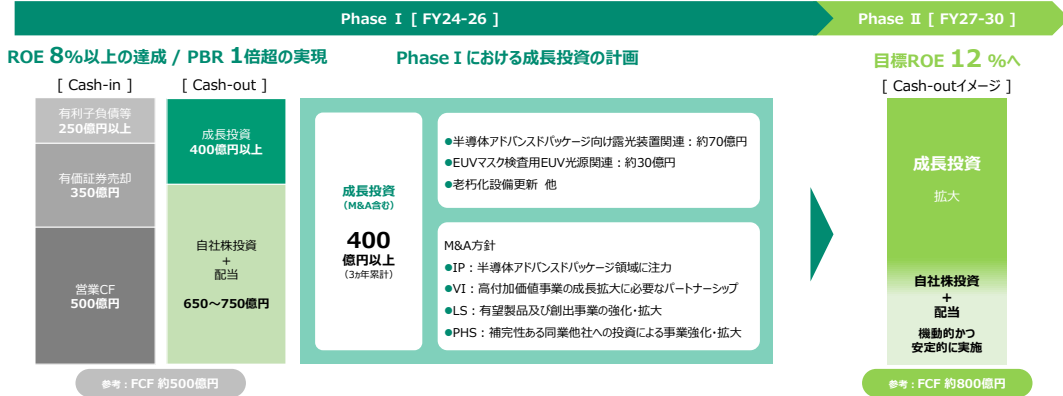 Phase Ⅰ [ FY24-26 ]
Phase Ⅱ [ FY27-30 ]
ROE 8%以上の達成 / PBR 1倍超の実現
Phase Ⅰ における成長投資の計画
目標ROE 12 %へ
[ Cash-in ]
[ Cash-out ]
[ Cash-outイメージ ]
有利子負債等
250億円以上
有価証券売却
350億円
営業CF
500億円
成長投資
400億円以上
自社株投資
+
配当
650～750億円
成長投資
(M&A含む)
400
億円以上
(3ヵ年累計)
●半導体アドバンスドパッケージ向け露光装置関連：約70億円
●EUVマスク検査用EUV光源関連：約30億円
●老朽化設備更新 他
M&A方針
●IP：半導体アドバンスドパッケージ領域に注力
●VI：高付加価値事業の成長拡大に必要なパートナーシップ
●LS：有望製品及び創出事業の強化・拡大
●PHS：補完性ある同業他社への投資による事業強化・拡大
成長投資
拡大
自社株投資
+
配当
機動的かつ
安定的に実施
参考：FCF 約500億円
参考：FCF 約800億円